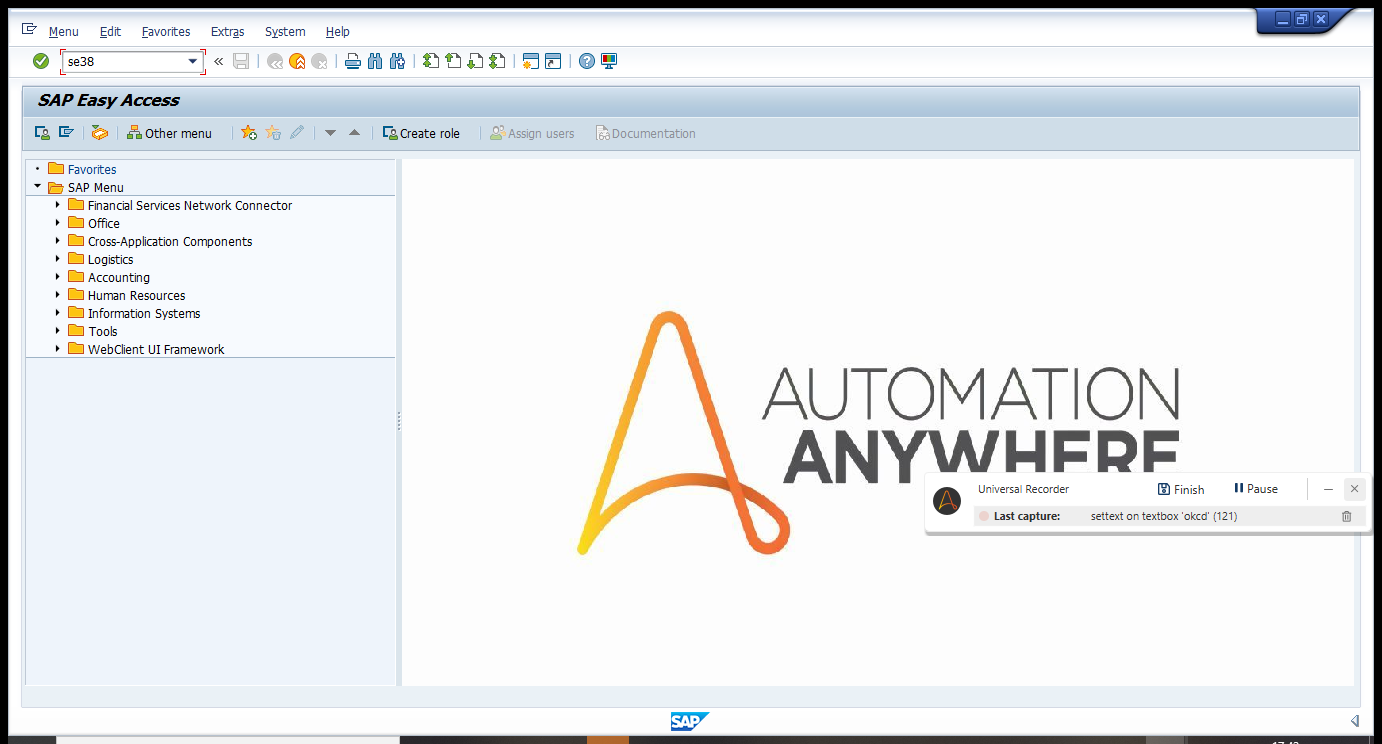 Menu Edit Favorites Extras System Help
se38
SAP Easy Access
Other menu Create role Assign users Documentation
Favorites
SAP Menu
Financial Services Network Connector
Office
Cross-Application Components
Logistics
Accounting
Human Resources
Information Systems
Tools
WebClient UI Framework
AUTOMATION
ANYWHERE
Universal Recorder Finish Pause
Last capture: settext on textbox 'okcd' (121)
SAP